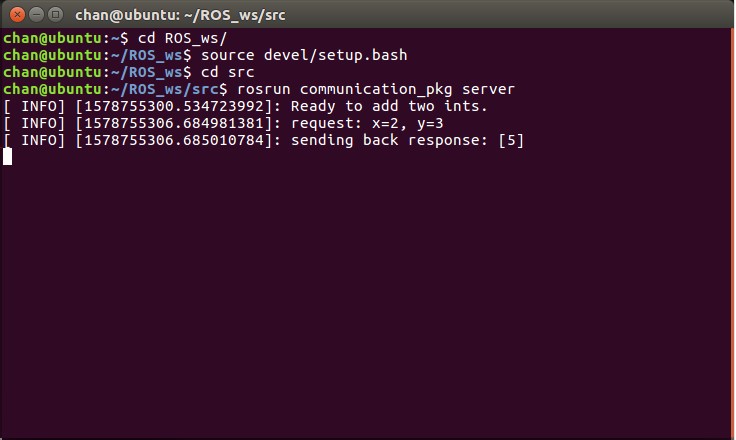 chan@ubuntu: ~/ROS_ws/src
chan@ubuntu:~$ cd ROS_ws/
chan@ubuntu:~/ROS_ws$ source devel/setup.bash
chan@ubuntu:~/ROS_ws$ cd src
chan@ubuntu:~/ROS_ws/src$ rosrun communication_pkg server
[ INFO] [1578755300.534723992]: Ready to add two ints.
[ INFO] [1578755306.684981381]: request: x=2, y=3
[ INFO] [1578755306.685010784]: sending back response: [5]